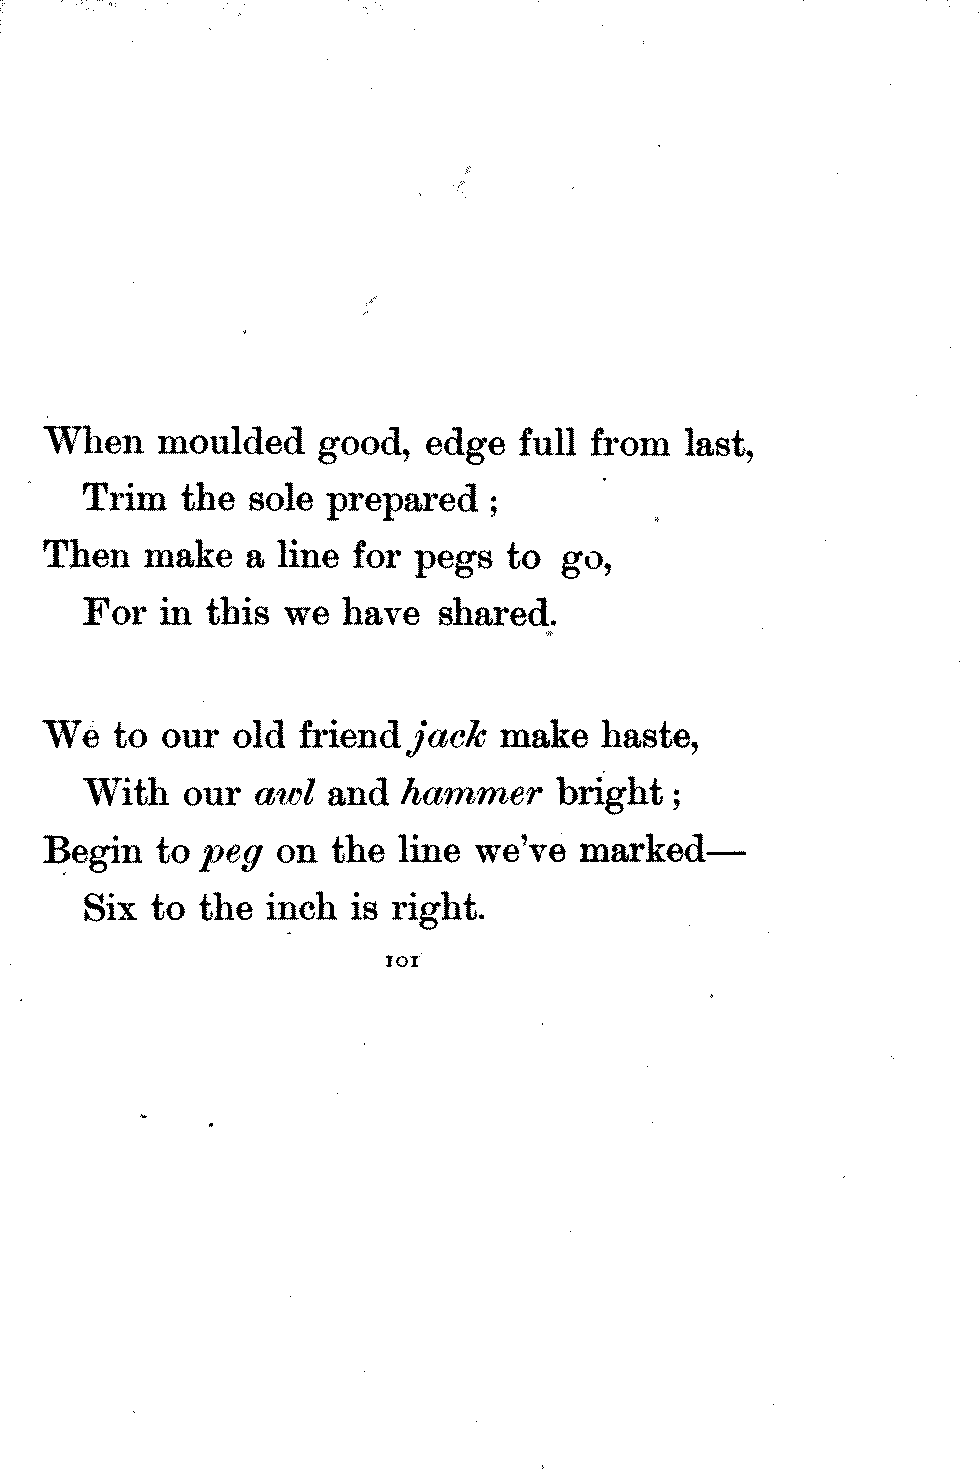 When moulded good, edge full from last,
Trim the sole prepared ;
Then make a line for pegs to go,
For in this we have shared.
We to our old friend jack make haste,
With our awl and hammer bright ;
Begin to peg on the line we've marked—
Six to the inch is right.
101